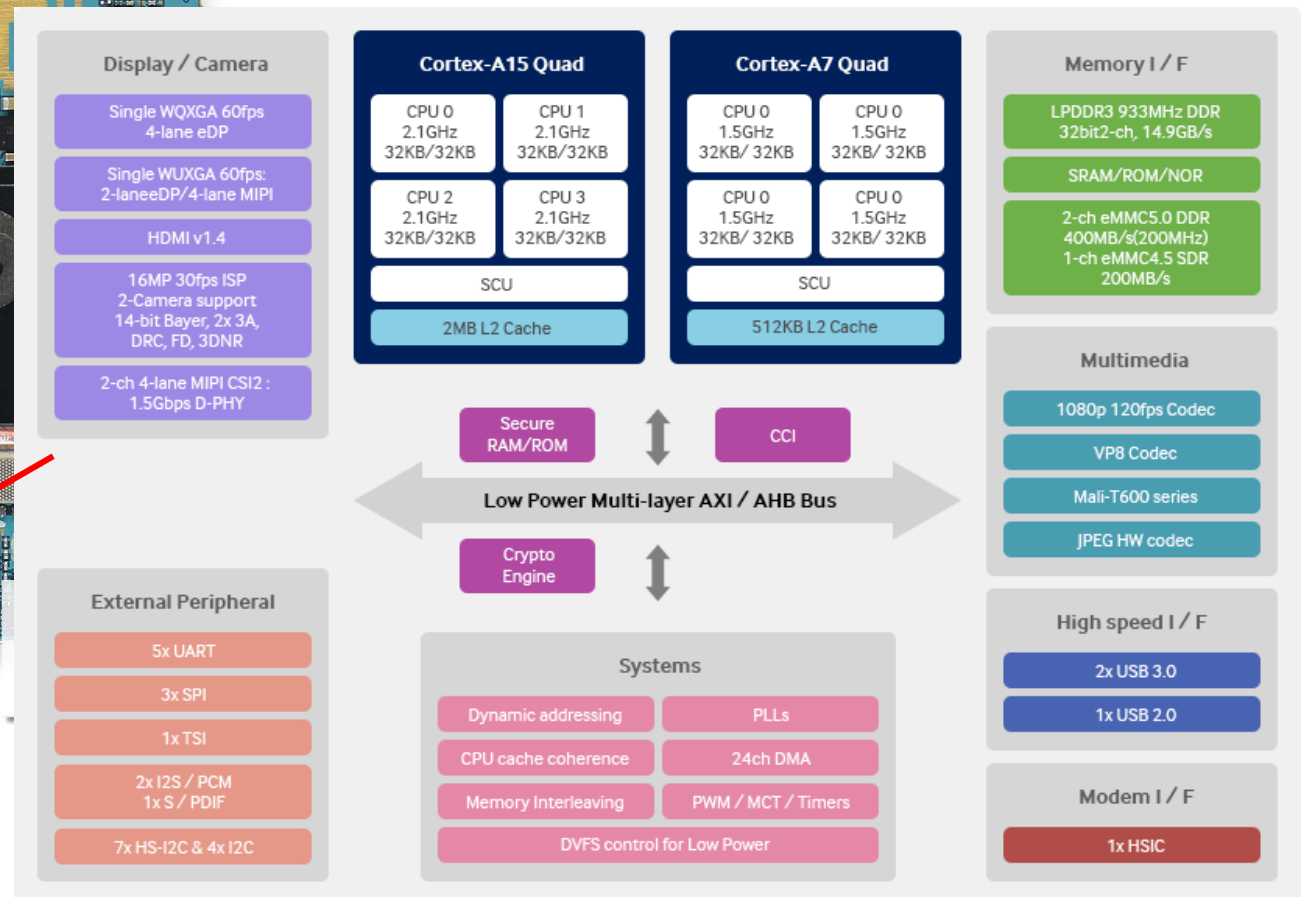 Display / Camera
Single WQXGA 60fps
4-lane eDP
Single WUXGA 60fps:
2-laneeDP/4-lane MIPI
HDMI v1.4
16MP 30fps ISP
2-Camera support
14-bit Bayer, 2x 3A,
DRC, FD, 3DNR
2-ch 4-lane MIPI CSI2 :
1.5Gbps D-PHY
Cortex-A15 Quad
CPU 0
2.1GHz
32KB/32KB
CPU 1
2.1GHz
32KB/32KB
CPU 2
2.1GHz
32KB/32KB
CPU 3
2.1GHz
32KB/32KB
SCU
2MB L2 Cache
Cortex-A7 Quad
CPU 0
1.5GHz
32KB/ 32KB
CPU 0
1.5GHz
32KB/ 32KB
CPU 0
1.5GHz
32KB/ 32KB
CPU 0
1.5GHz
32KB/ 32KB
SCU
512KB L2 Cache
Memory I / F
LPDDR3 933MHz DDR
32bit2-ch, 14.9GB/s
SRAM/ROM/NOR
2-ch eMMC5.0 DDR
400MB/s(200MHz)
1-ch eMMC4.5 SDR
200MB/s
Multimedia
1080p 120fps Codec
VP8 Codec
Mali-T600 series
JPEG HW codec
Secure
RAM/ROM
CCI
Low Power Multi-layer AXI / AHB Bus
Crypto
Engine
External Peripheral
5x UART
3x SPI
1x TSI
2x I2S / PCM
1x S / PDIF
7x HS-I2C & 4x I2C
Systems
Dynamic addressing
PLLs
CPU cache coherence
24ch DMA
Memory Interleaving
PWM / MCT / Timers
DVFS control for Low Power
High speed I / F
2x USB 3.0
1x USB 2.0
Modem I / F
1x HSIC